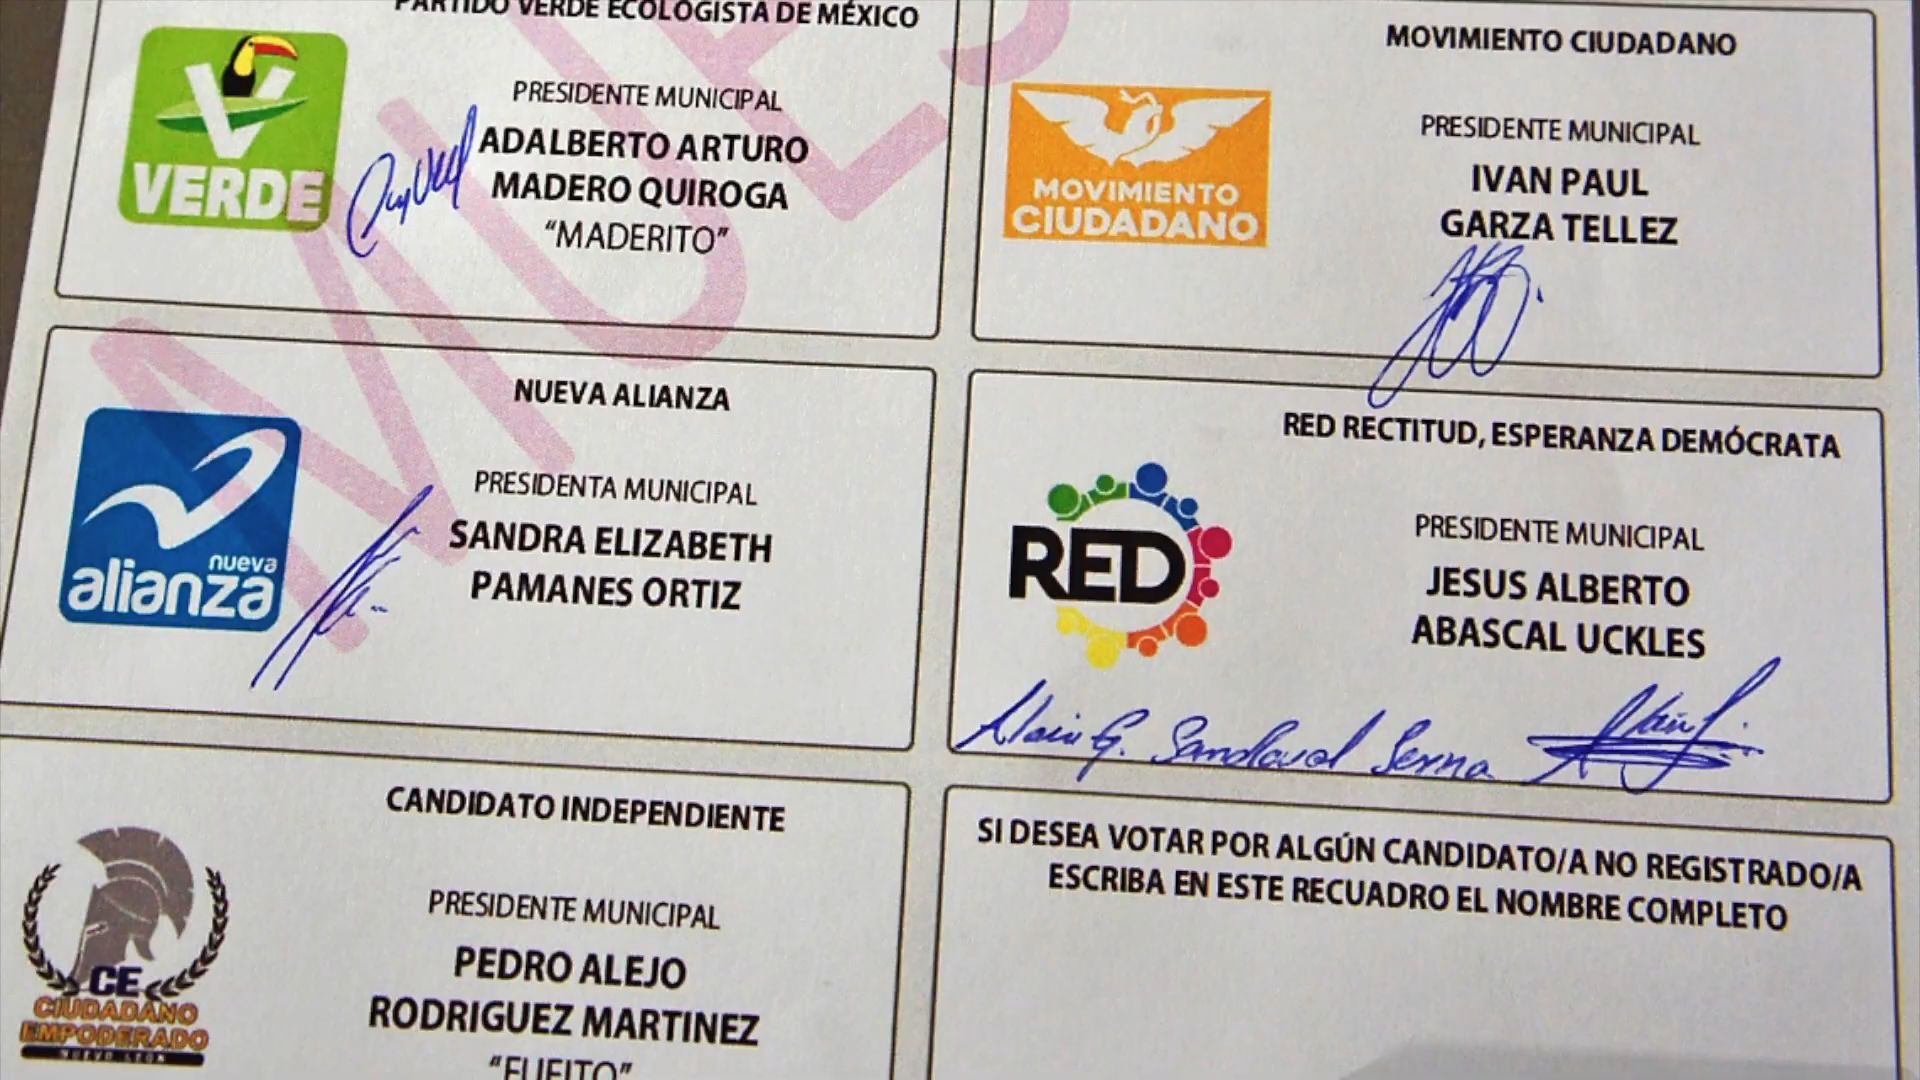 PARTIDO VERDE ECOLOGISTA DE MÉXICO
VERDE
PRESIDENTE MUNICIPAL
ADALBERTO ARTURO
MADERO QUIROGA
“MADERITO”
MOVIMIENTO CIUDADANO
MOVIMIENTO
CIUDADANO
PRESIDENTE MUNICIPAL
IVAN PAUL
GARZA TELLEZ
NUEVA ALIANZA
nueva
alianza
PRESIDENTA MUNICIPAL
SANDRA ELIZABETH
PAMANES ORTIZ
RED RECTITUD, ESPERANZA DEMÓCRATA
RED
PRESIDENTE MUNICIPAL
JESUS ALBERTO
ABASCAL UCKLES
Alain G. Sandoval Serna
CANDIDATO INDEPENDIENTE
CE
CIUDADANO
EMPODERADO
NUEVO LEÓN
PRESIDENTE MUNICIPAL
PEDRO ALEJO
RODRIGUEZ MARTINEZ
SI DESEA VOTAR POR ALGÚN CANDIDATO/A NO REGISTRADO/A
ESCRIBA EN ESTE RECUADRO EL NOMBRE COMPLETO